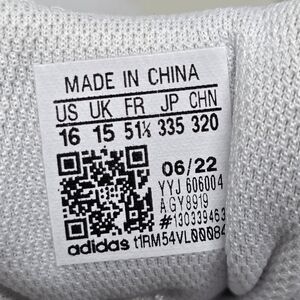 MADE IN CHINA
US UK FR JP CHN
16 15 51⅓ 335 320
06/22
YYJ 606004
AGY8919
#130339463
adidas t1RM54VL00084